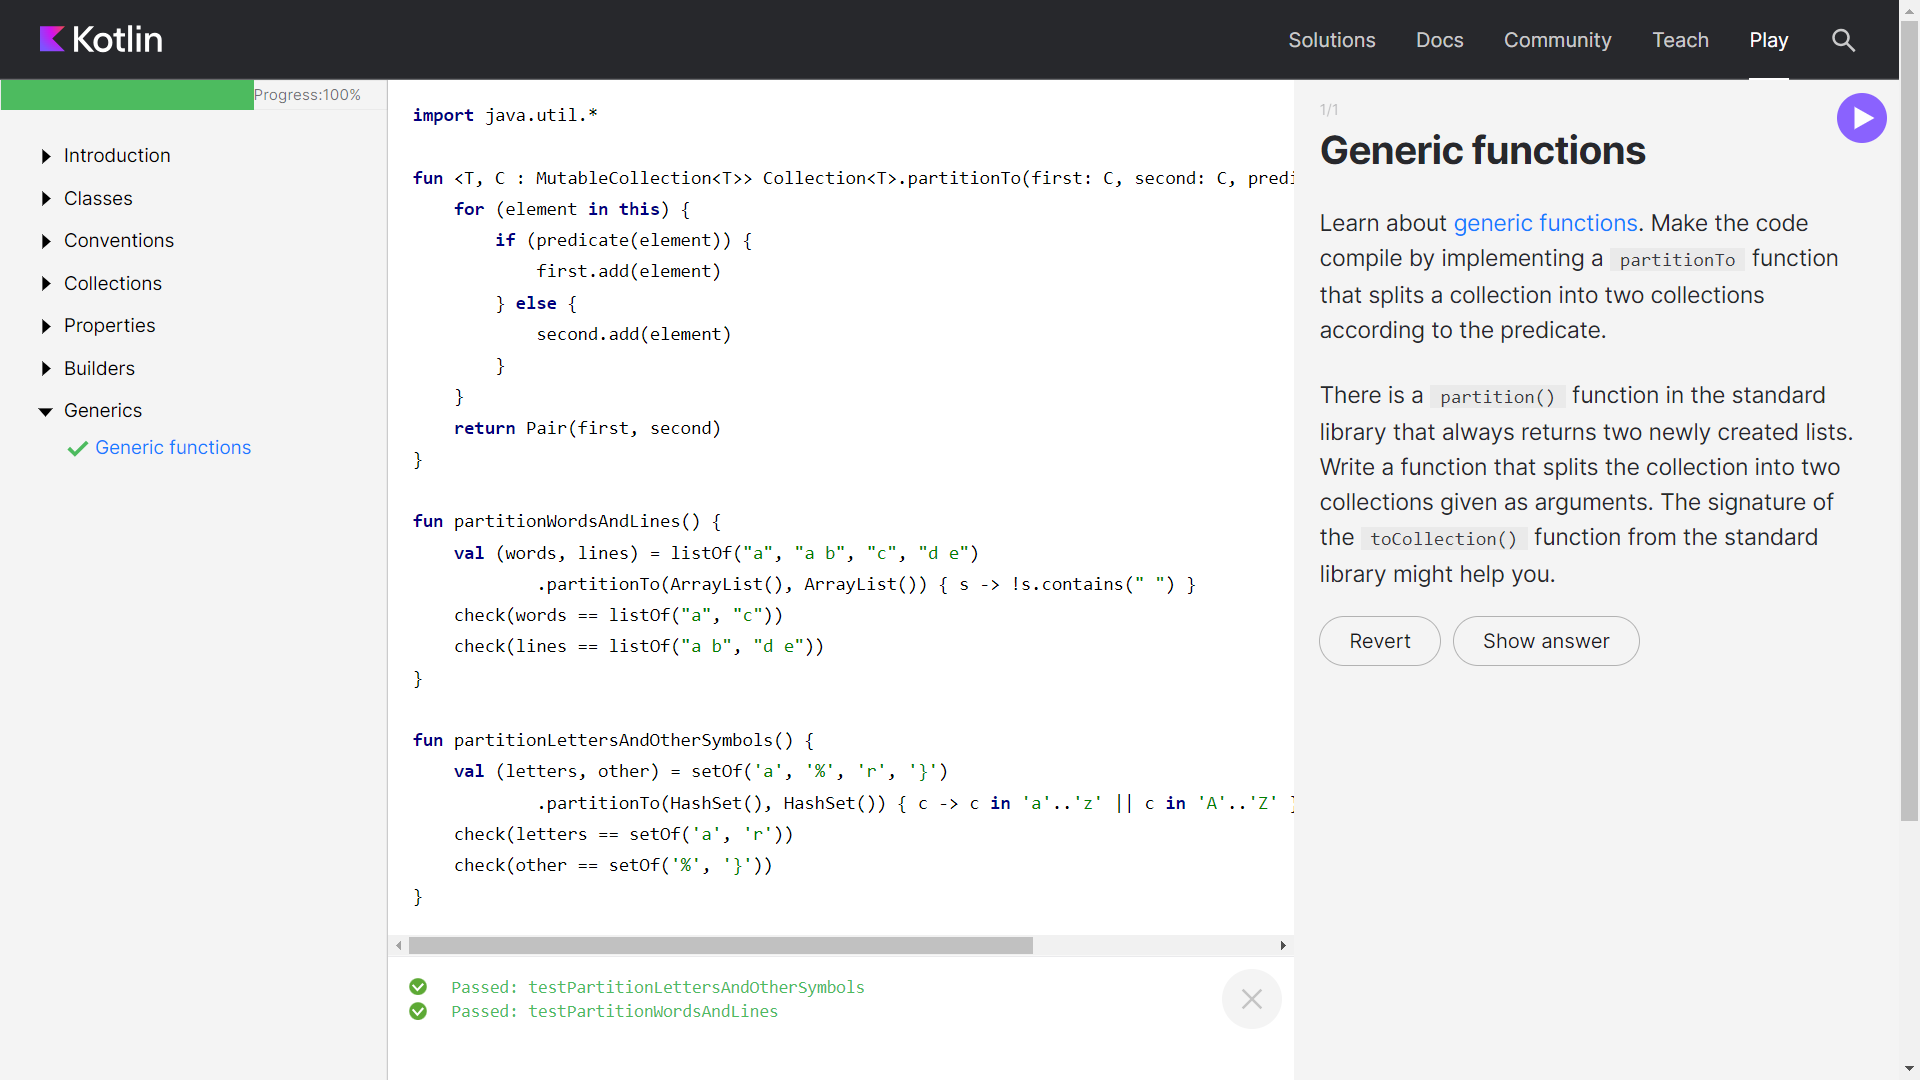 Kotlin
Solutions
Docs
Community
Teach
Play
Progress:100%
Introduction
Classes
Conventions
Collections
Properties
Builders
Generics
Generic functions
import java.util.*
fun <T, C : MutableCollection<T>> Collection<T>.partitionTo(first: C, second: C, predi
    for (element in this) {
        if (predicate(element)) {
            first.add(element)
        } else {
            second.add(element)
        }
    }
    return Pair(first, second)
}
fun partitionWordsAndLines() {
    val (words, lines) = listOf("a", "a b", "c", "d e")
            .partitionTo(ArrayList(), ArrayList()) { s -> !s.contains(" ") }
    check(words == listOf("a", "c"))
    check(lines == listOf("a b", "d e"))
}
fun partitionLettersAndOtherSymbols() {
    val (letters, other) = setOf('a', '%', 'r', '}')
            .partitionTo(HashSet(), HashSet()) { c -> c in 'a'..'z' || c in 'A'..'Z' }
    check(letters == setOf('a', 'r'))
    check(other == setOf('%', '}'))
}
Passed: testPartitionLettersAndOtherSymbols
Passed: testPartitionWordsAndLines
1/1
Generic functions
Learn about generic functions. Make the code
compile by implementing a partitionTo function
that splits a collection into two collections
according to the predicate.
There is a partition() function in the standard
library that always returns two newly created lists.
Write a function that splits the collection into two
collections given as arguments. The signature of
the toCollection() function from the standard
library might help you.
Revert
Show answer